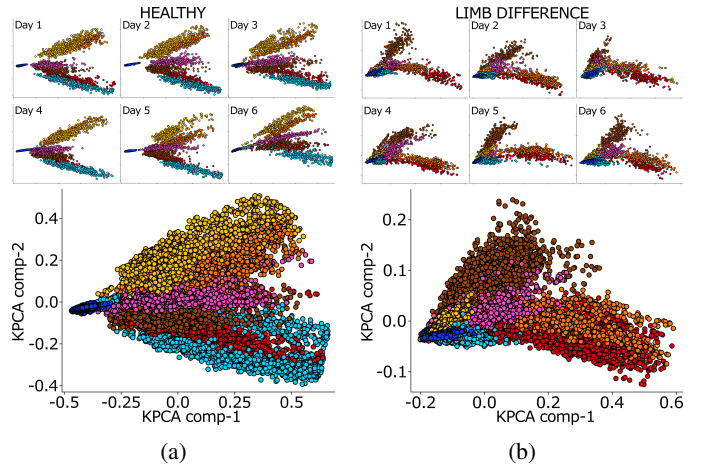 HEALTHY
Day 1
Day 2
Day 3
Day 4
Day 5
Day 6
KPCA comp-2
0.4
0.2
0.0
-0.2
-0.4
-0.5
-0.25
0.0
0.25
0.5
KPCA comp-1
(a)
LIMB DIFFERENCE
Day 1
Day 2
Day 3
Day 4
Day 5
Day 6
KPCA comp-2
0.2
0.1
0.0
-0.1
-0.2
0.0
0.2
0.4
0.6
KPCA comp-1
(b)